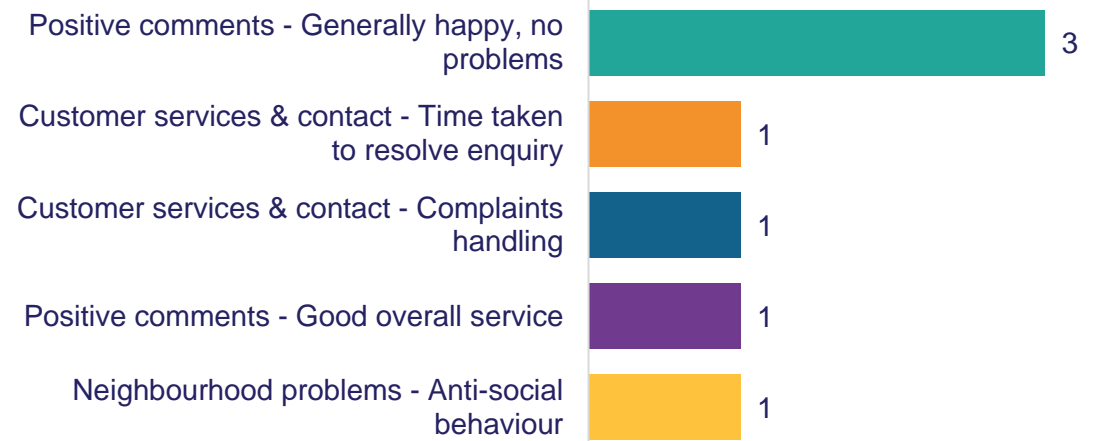 Positive comments - Generally happy, no
problems
3
Customer services & contact - Time taken
to resolve enquiry
1
Customer services & contact - Complaints
handling
1
Positive comments - Good overall service
1
Neighbourhood problems - Anti-social
behaviour
1